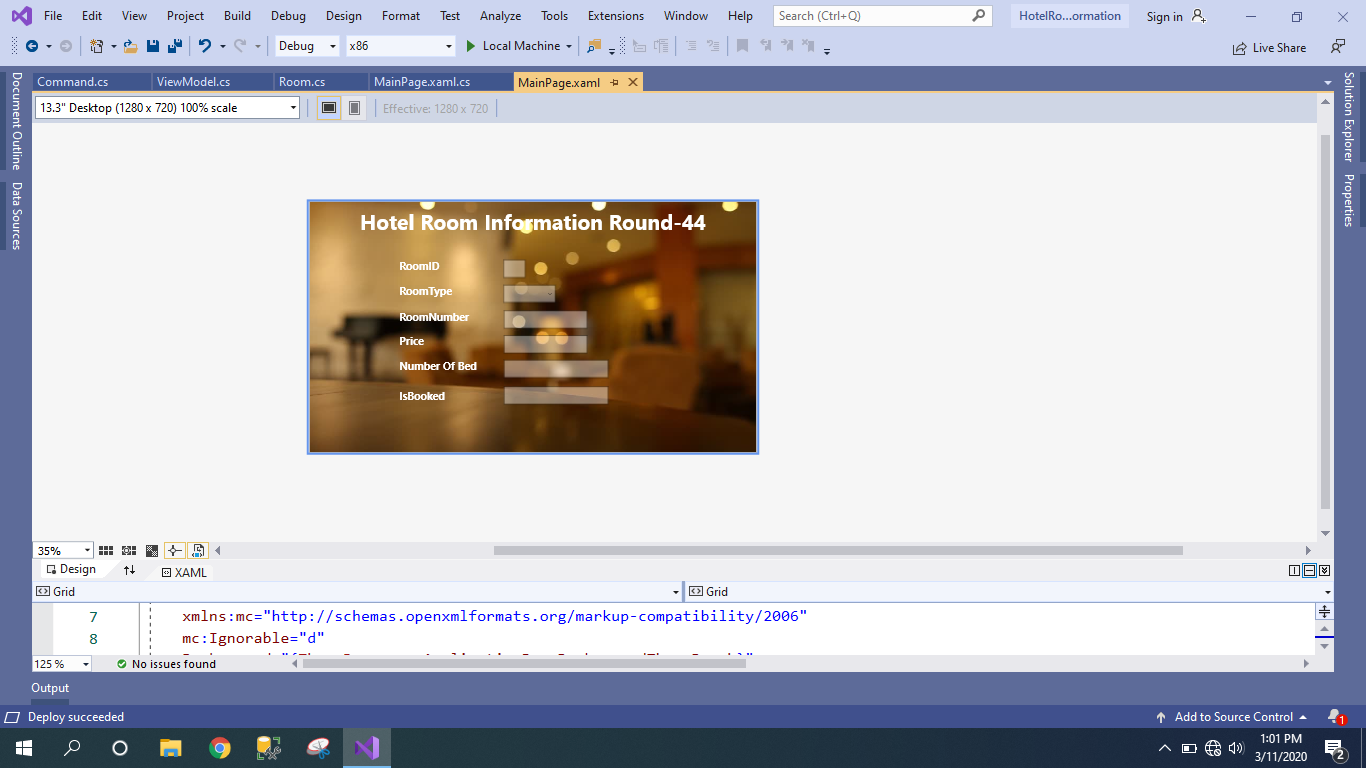 File Edit View Project Build Debug Design Format Test Analyze Tools Extensions Window Help Search (Ctrl+Q) HotelRo...ormation Sign in
Debug x86 Local Machine Live Share
Command.cs ViewModel.cs Room.cs MainPage.xaml.cs MainPage.xaml
13.3" Desktop (1280 x 720) 100% scale Effective: 1280 x 720
Document Outline
Data Sources
Solution Explorer
Properties
Hotel Room Information Round-44
RoomID
RoomType
RoomNumber
Price
Number Of Bed
IsBooked
35%
Design XAML
Grid Grid
7 xmlns:mc="http://schemas.openxmlformats.org/markup-compatibility/2006"
8 mc:Ignorable="d"
125 % No issues found
Output
Deploy succeeded Add to Source Control 1
1:01 PM
3/11/2020 2